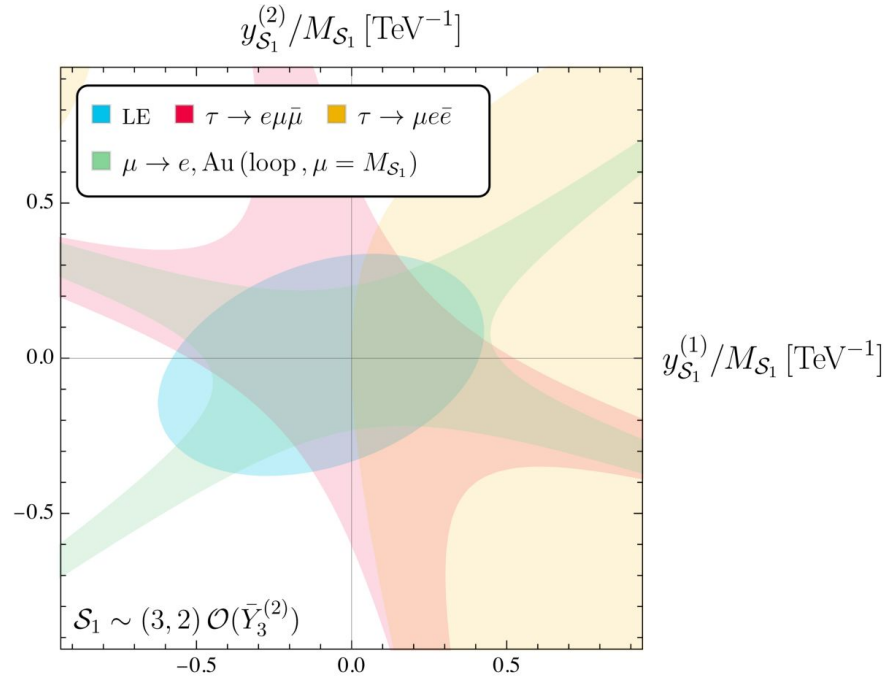 y_{S_1}^{(2)}/M_{S_1} [TeV^{-1}]
LE τ → eμμ̄ τ → μeē
μ → e, Au (loop, μ = M_{S_1})
0.5
0.0
y_{S_1}^{(1)}/M_{S_1} [TeV^{-1}]
−0.5
S_1 ∼ (3, 2) O(Ȳ_3^{(2)})
−0.5 0.0 0.5